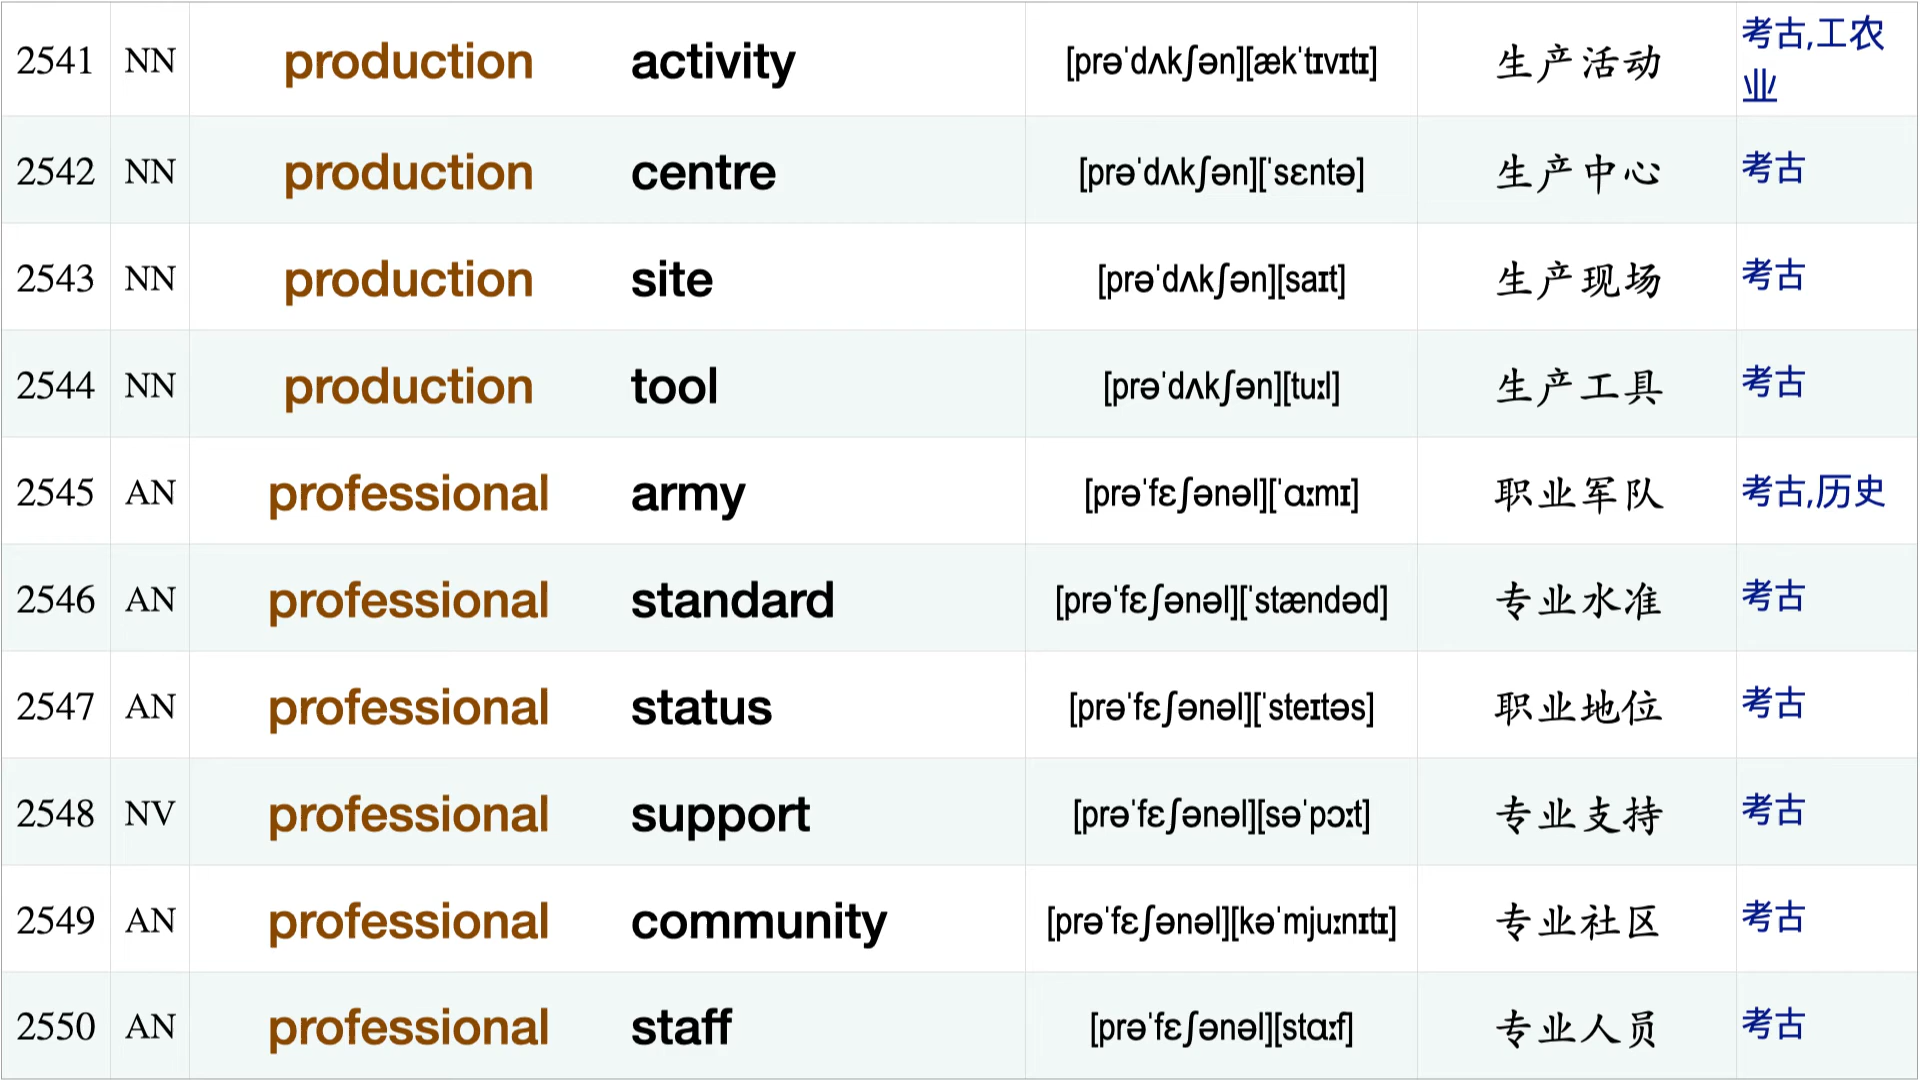 2541 NN production activity [prəˈdʌkʃən][ækˈtɪvɪtɪ] 生产活动 考古,工农业
2542 NN production centre [prəˈdʌkʃən][ˈsɛntə] 生产中心 考古
2543 NN production site [prəˈdʌkʃən][saɪt] 生产现场 考古
2544 NN production tool [prəˈdʌkʃən][tuːl] 生产工具 考古
2545 AN professional army [prəˈfɛʃənəl][ˈɑːmɪ] 职业军队 考古,历史
2546 AN professional standard [prəˈfɛʃənəl][ˈstændəd] 专业水准 考古
2547 AN professional status [prəˈfɛʃənəl][ˈsteɪtəs] 职业地位 考古
2548 NV professional support [prəˈfɛʃənəl][səˈpɔːt] 专业支持 考古
2549 AN professional community [prəˈfɛʃənəl][kəˈmjuːnɪtɪ] 专业社区 考古
2550 AN professional staff [prəˈfɛʃənəl][stɑːf] 专业人员 考古